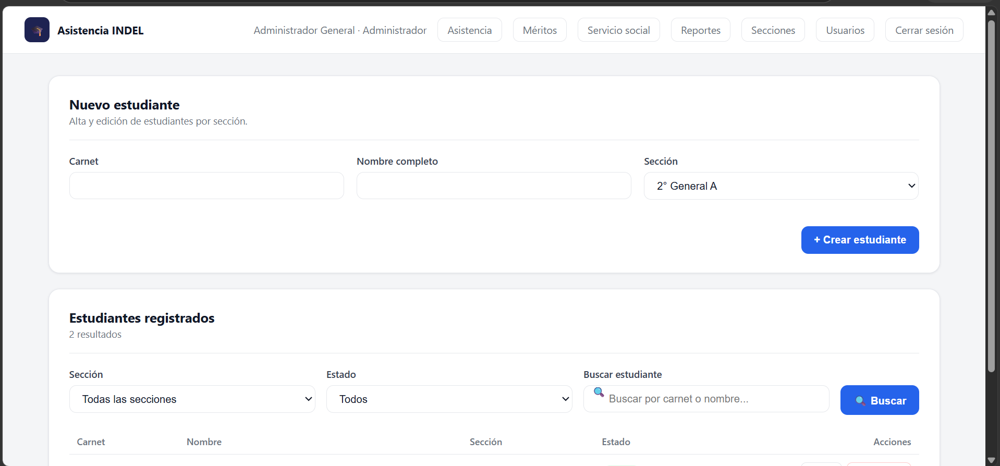 Asistencia INDEL
Administrador General · Administrador
Asistencia
Méritos
Servicio social
Reportes
Secciones
Usuarios
Cerrar sesión
Nuevo estudiante
Alta y edición de estudiantes por sección.
Carnet
Nombre completo
Sección
2° General A
+ Crear estudiante
Estudiantes registrados
2 resultados
Sección
Estado
Buscar estudiante
Todas las secciones
Todos
Buscar por carnet o nombre...
Buscar
Carnet Nombre Sección Estado Acciones